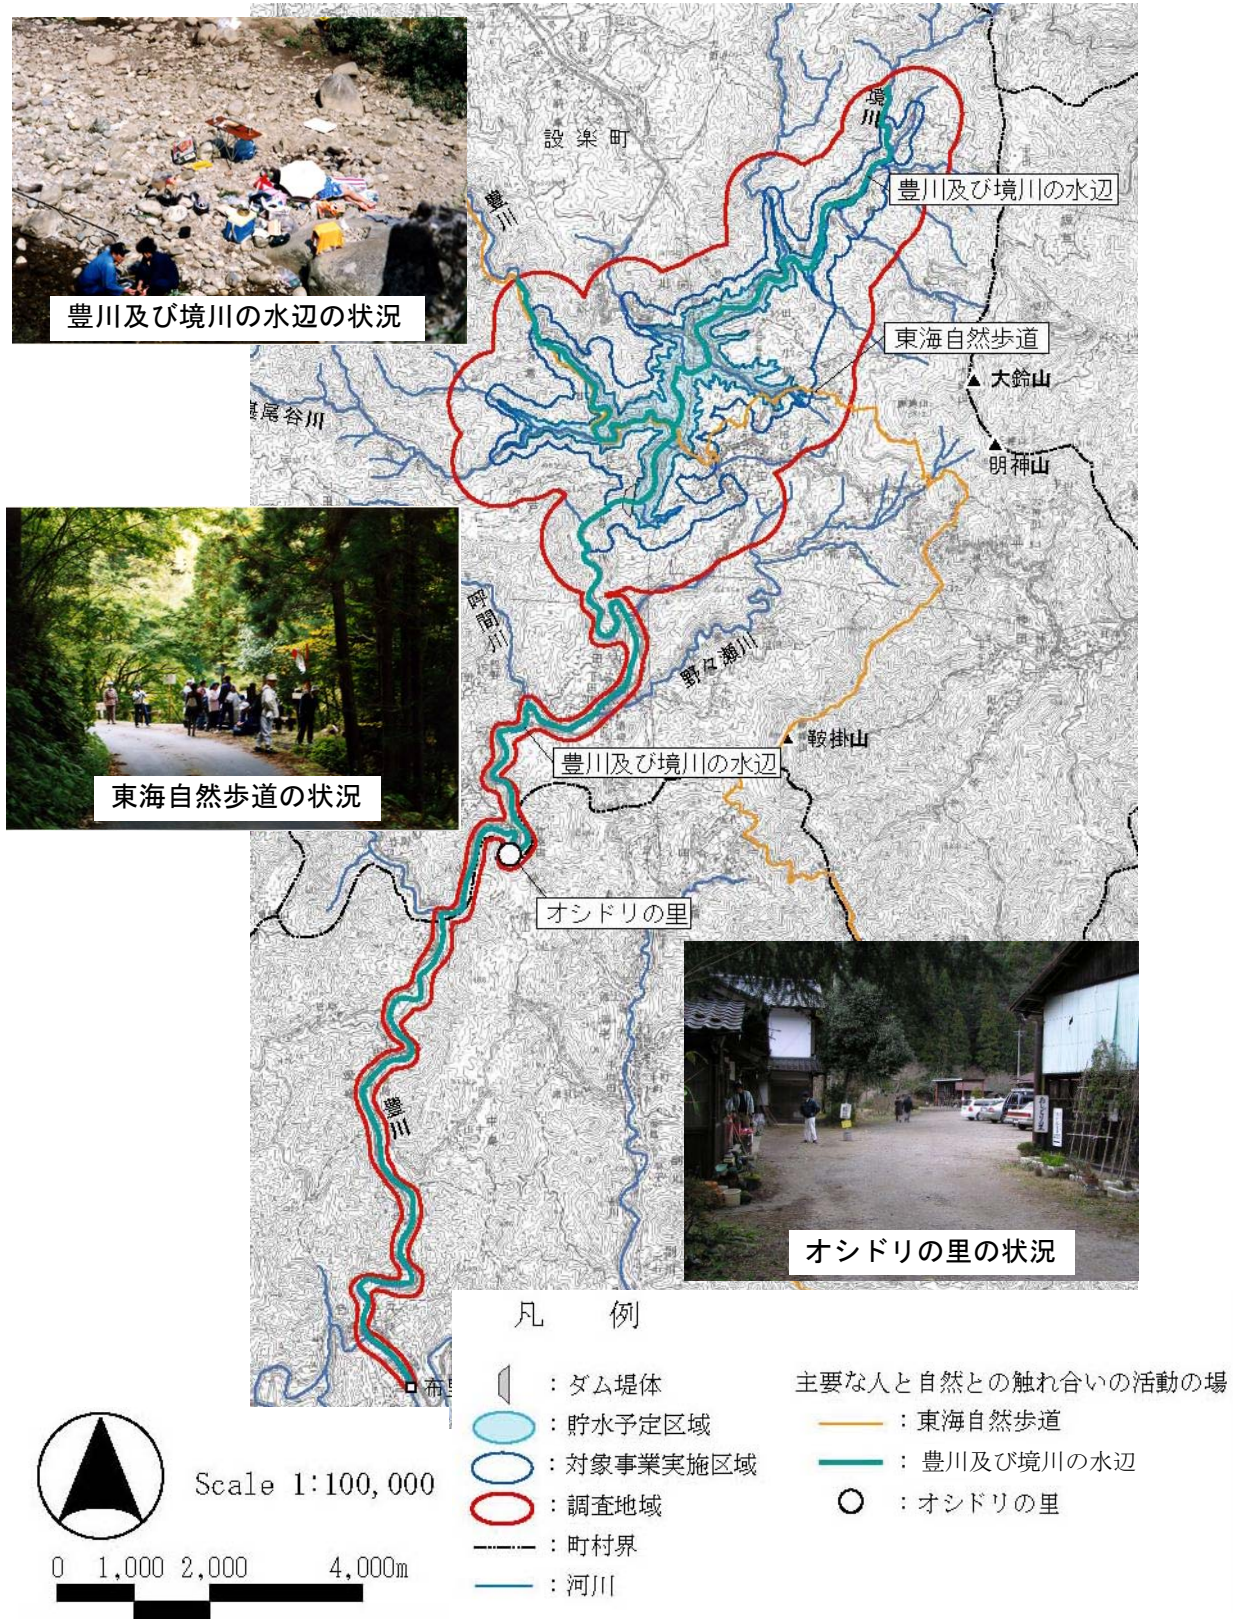 設楽町
境川
豊川及び境川の水辺
豊川
豊川及び境川の水辺の状況
東海自然歩道
大鈴山
尾谷川
明神山
呼間川
野々瀬川
鞍掛山
豊川及び境川の水辺
東海自然歩道の状況
オシドリの里
豊川
オシドリの里の状況
布
凡 例
：ダム堤体
：貯水予定区域
：対象事業実施区域
：調査地域
：町村界
：河川
主要な人と自然との触れ合いの活動の場
：東海自然歩道
：豊川及び境川の水辺
：オシドリの里
Scale 1:100,000
0 1,000 2,000 4,000m